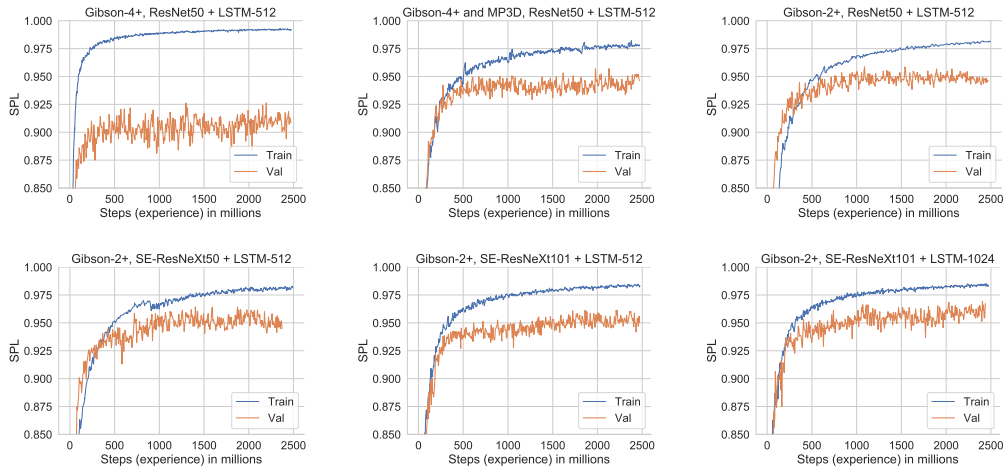 Gibson-4+, ResNet50 + LSTM-512
1.000
0.975
0.950
0.925
0.900
0.875
0.850
SPL
Train
Val
0 500 1000 1500 2000 2500
Steps (experience) in millions
Gibson-4+ and MP3D, ResNet50 + LSTM-512
1.000
0.975
0.950
0.925
0.900
0.875
0.850
SPL
Train
Val
0 500 1000 1500 2000 2500
Steps (experience) in millions
Gibson-2+, ResNet50 + LSTM-512
1.000
0.975
0.950
0.925
0.900
0.875
0.850
SPL
Train
Val
0 500 1000 1500 2000 2500
Steps (experience) in millions
Gibson-2+, SE-ResNeXt50 + LSTM-512
1.000
0.975
0.950
0.925
0.900
0.875
0.850
SPL
Train
Val
0 500 1000 1500 2000 2500
Steps (experience) in millions
Gibson-2+, SE-ResNeXt101 + LSTM-512
1.000
0.975
0.950
0.925
0.900
0.875
0.850
SPL
Train
Val
0 500 1000 1500 2000 2500
Steps (experience) in millions
Gibson-2+, SE-ResNeXt101 + LSTM-1024
1.000
0.975
0.950
0.925
0.900
0.875
0.850
SPL
Train
Val
0 500 1000 1500 2000 2500
Steps (experience) in millions